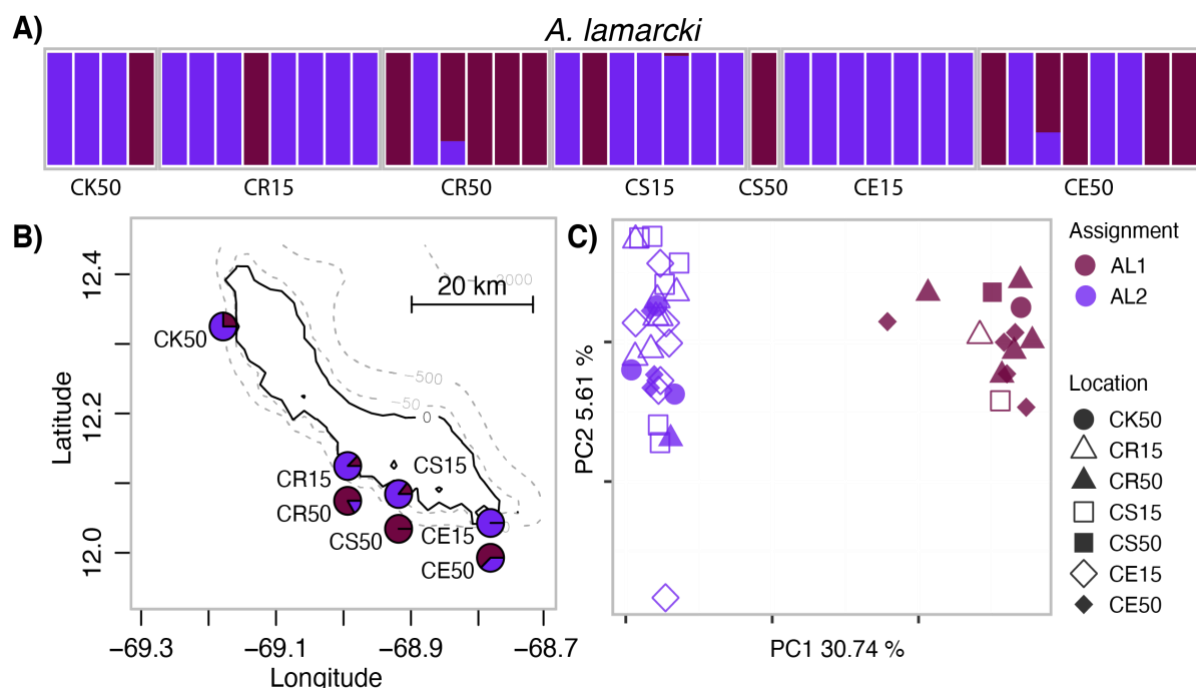 A)
A. lamarcki
CK50 CR15 CR50 CS15 CS50 CE15 CE50
B)
20 km
−500
−50
0
CK50
CR15
CS15
CR50
CS50
CE15
CE50
Latitude
12.4
12.2
12.0
−69.3 −69.1 −68.9 −68.7
Longitude
C)
PC2 5.61 %
PC1 30.74 %
Assignment
AL1
AL2
Location
CK50
CR15
CR50
CS15
CS50
CE15
CE50